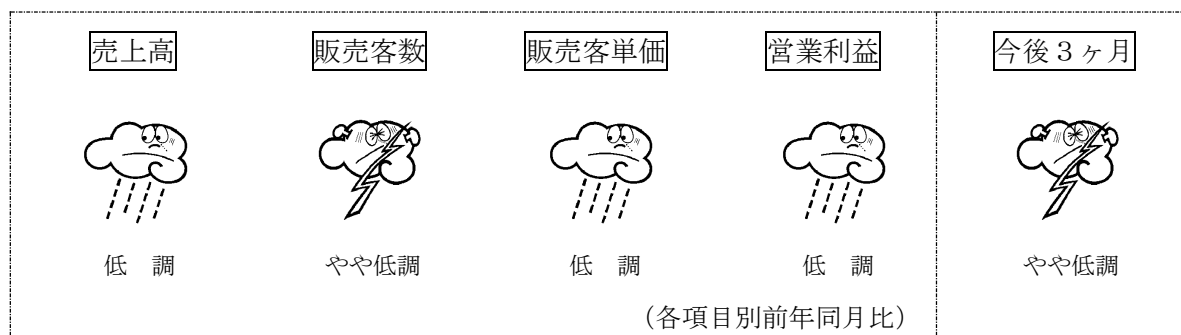 売上高 販売客数 販売客単価 営業利益 今後３ヶ月
低　調 やや低調 低　調 低　調 やや低調
（各項目別前年同月比）